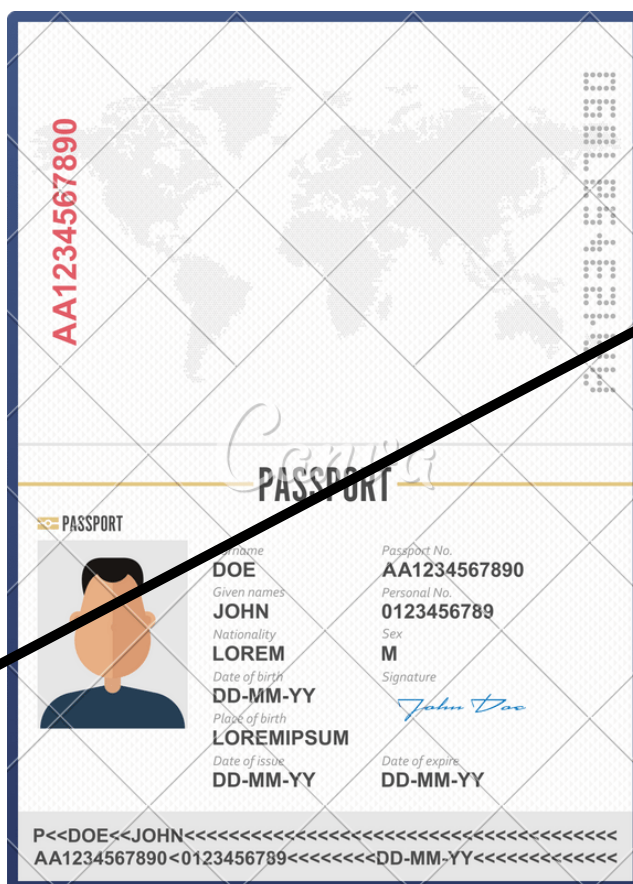 AA1234567890
Canva
PASSPORT
PASSPORT
Surname
DOE
Given names
JOHN
Nationality
LOREM
Date of birth
DD-MM-YY
Place of birth
LOREMIPSUM
Date of issue
DD-MM-YY
Passport No.
AA1234567890
Personal No.
0123456789
Sex
M
Signature
John Doe
Date of expire
DD-MM-YY
P<<DOE<<JOHN<<<<<<<<<<<<<<<<<<<<<<<<<<<<<<<<<<<<<<<
AA1234567890<0123456789<<<<<<<<DD-MM-YY<<<<<<<<<<<<<